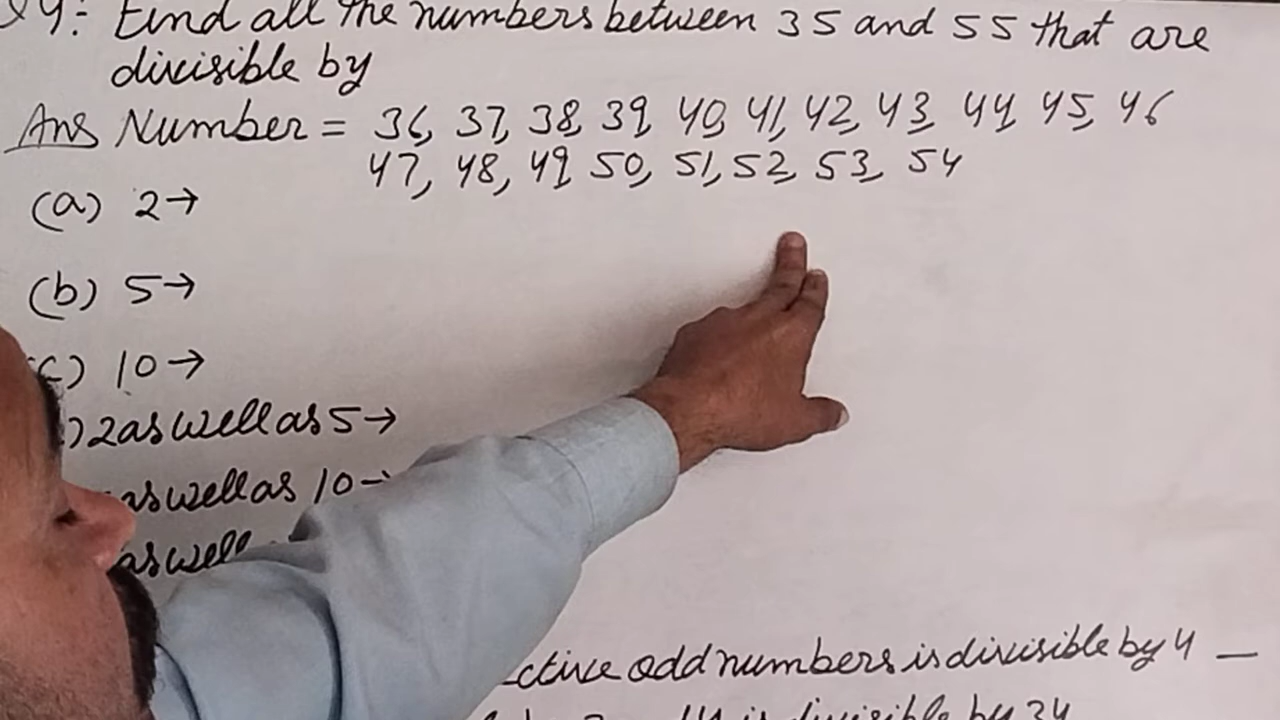 Find all the numbers between 35 and 55 that are
divisible by
Ans Number = 36, 37, 38, 39, 40, 41, 42, 43, 44, 45, 46
47, 48, 49, 50, 51, 52, 53, 54
(a) 2→
(b) 5→
(c) 10→
) 2 as well as 5→
as well as 10→
as well
odd numbers is divisible by 4 —
is divisible by 34